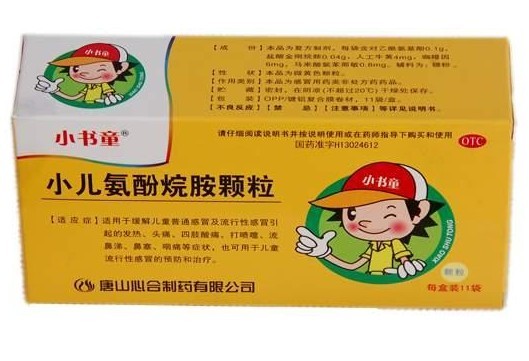 小书童
【成 份】本品为复方制剂，每袋含对乙酰氨基酚0.1g，
盐酸金刚烷胺0.04g，人工牛黄4mg，咖啡因
6mg，马来酸氯苯那敏0.8mg，辅料为：糖粉。
【性 状】本品为
颗粒。
【作用类别】本品为感冒用药类非处方药药品。
【贮 藏】密封，在阴凉（不超过20℃）干燥处保存。
【包 装】OPP/镀铝复合膜卷材，11袋/盒。
【不良反应】【禁 忌】【注意事项】等详见说明书。
小书童®
请仔细阅读说明书并按说明使用或在药师指导下购买和使用
国药准字H13024612
OTC
小儿氨酚烷胺颗粒
【适应症】适用于缓解儿童普通感冒及流行性感冒引
起的发热、头痛、四肢酸痛、打喷嚏、流
鼻涕、鼻塞、咽痛等症状，也可用于儿童
流行性感冒的预防和治疗。
小书童
XIAO SHU TONG
颗粒
唐山心合制药有限公司
每盒装11袋